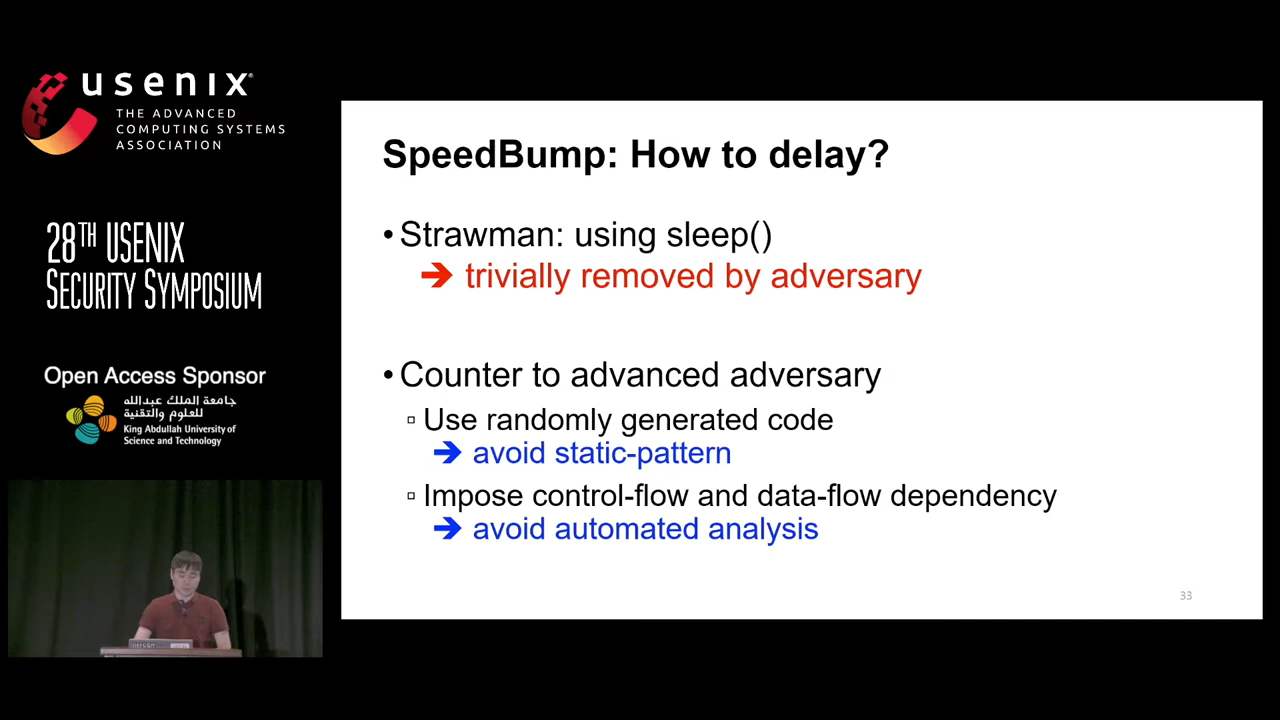 usenix®
THE ADVANCED
COMPUTING SYSTEMS
ASSOCIATION
28TH USENIX
SECURITY SYMPOSIUM
Open Access Sponsor
جامعة الملك عبدالله
للعلوم والتقنية
King Abdullah University of
Science and Technology
SpeedBump: How to delay?
•Strawman: using sleep()
➔ trivially removed by adversary
•Counter to advanced adversary
▫ Use randomly generated code
➔ avoid static-pattern
▫ Impose control-flow and data-flow dependency
➔ avoid automated analysis
33